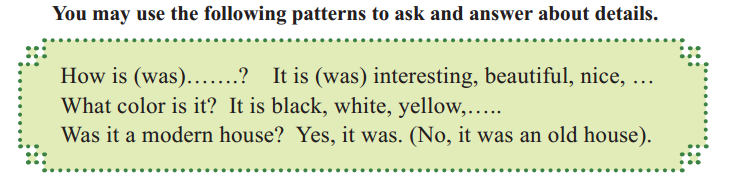 You may use the following patterns to ask and answer about details.
How is (was)…….? It is (was) interesting, beautiful, nice, …
What color is it? It is black, white, yellow,…..
Was it a modern house? Yes, it was. (No, it was an old house).